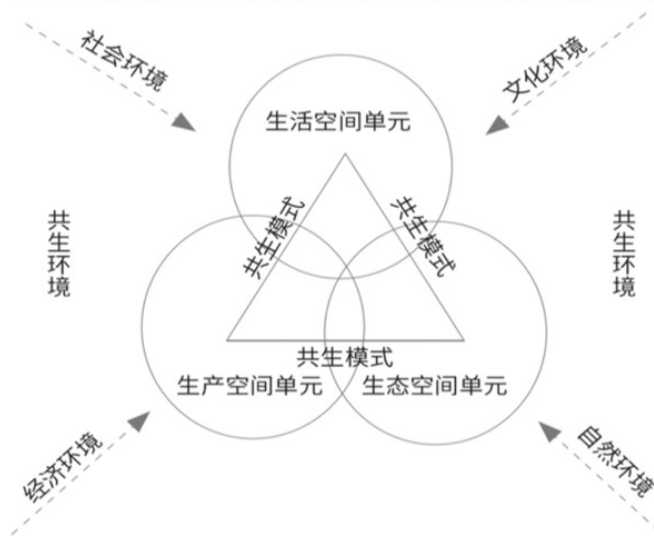 社会环境
文化环境
生活空间单元
共生模式
共生模式
共生环境
共生环境
共生模式
生产空间单元
生态空间单元
经济环境
自然环境